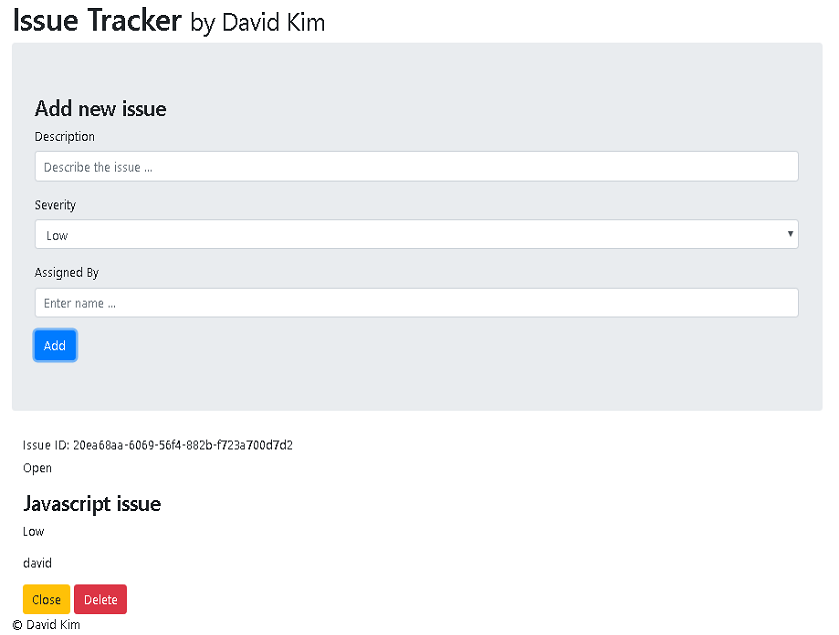 Issue Tracker by David Kim
Add new issue
Description
Describe the issue ...
Severity
Low
Assigned By
Enter name ...
Add
Issue ID: 20ea68aa-6069-56f4-882b-f723a700d7d2
Open
Javascript issue
Low
david
Close Delete
© David Kim